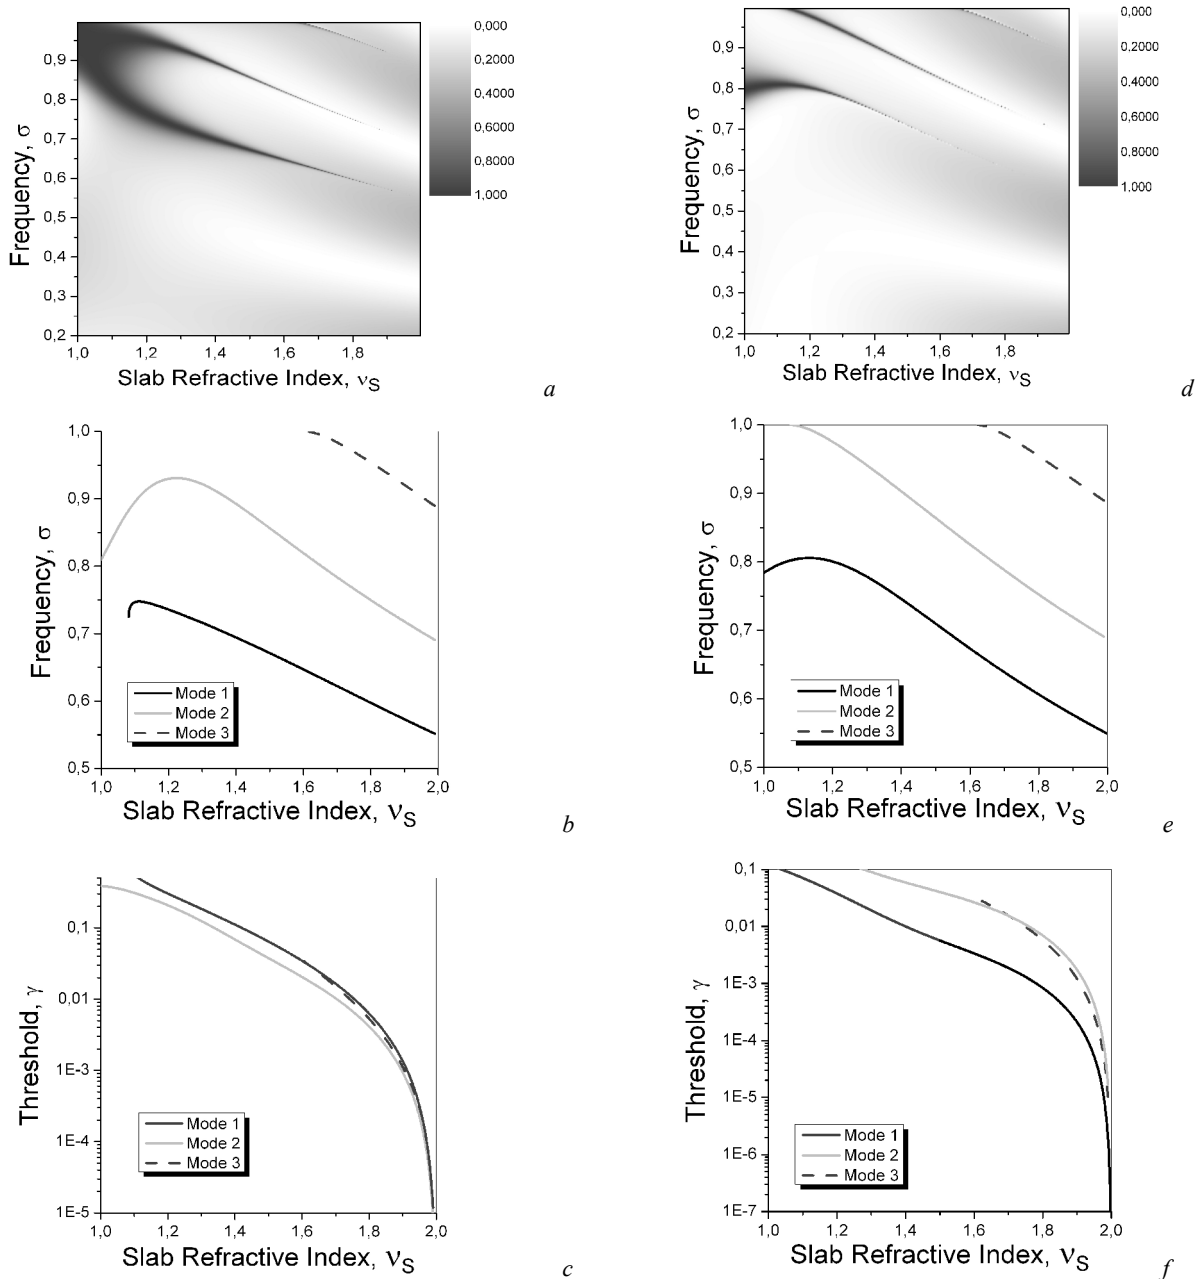 0,9
0,8
0,7
0,6
0,5
0,4
0,3
0,2
Frequency, σ
1,0 1,2 1,4 1,6 1,8
Slab Refractive Index, νS
0,000
0,2000
0,4000
0,6000
0,8000
1,000
a
0,9
0,8
0,7
0,6
0,5
0,4
0,3
0,2
Frequency, σ
1,0 1,2 1,4 1,6 1,8
Slab Refractive Index, νS
0,000
0,2000
0,4000
0,6000
0,8000
1,000
d
1,0
0,9
0,8
0,7
0,6
0,5
Frequency, σ
Mode 1
Mode 2
Mode 3
1,0 1,2 1,4 1,6 1,8 2,0
Slab Refractive Index, νS
b
1,0
0,9
0,8
0,7
0,6
0,5
Frequency, σ
Mode 1
Mode 2
Mode 3
1,0 1,2 1,4 1,6 1,8 2,0
Slab Refractive Index, νS
e
0,1
0,01
1E-3
1E-4
1E-5
Threshold, γ
Mode 1
Mode 2
Mode 3
1,0 1,2 1,4 1,6 1,8 2,0
Slab Refractive Index, νS
c
0,1
0,01
1E-3
1E-4
1E-5
1E-6
1E-7
Threshold, γ
Mode 1
Mode 2
Mode 3
1,0 1,2 1,4 1,6 1,8 2,0
Slab Refractive Index, νS
f